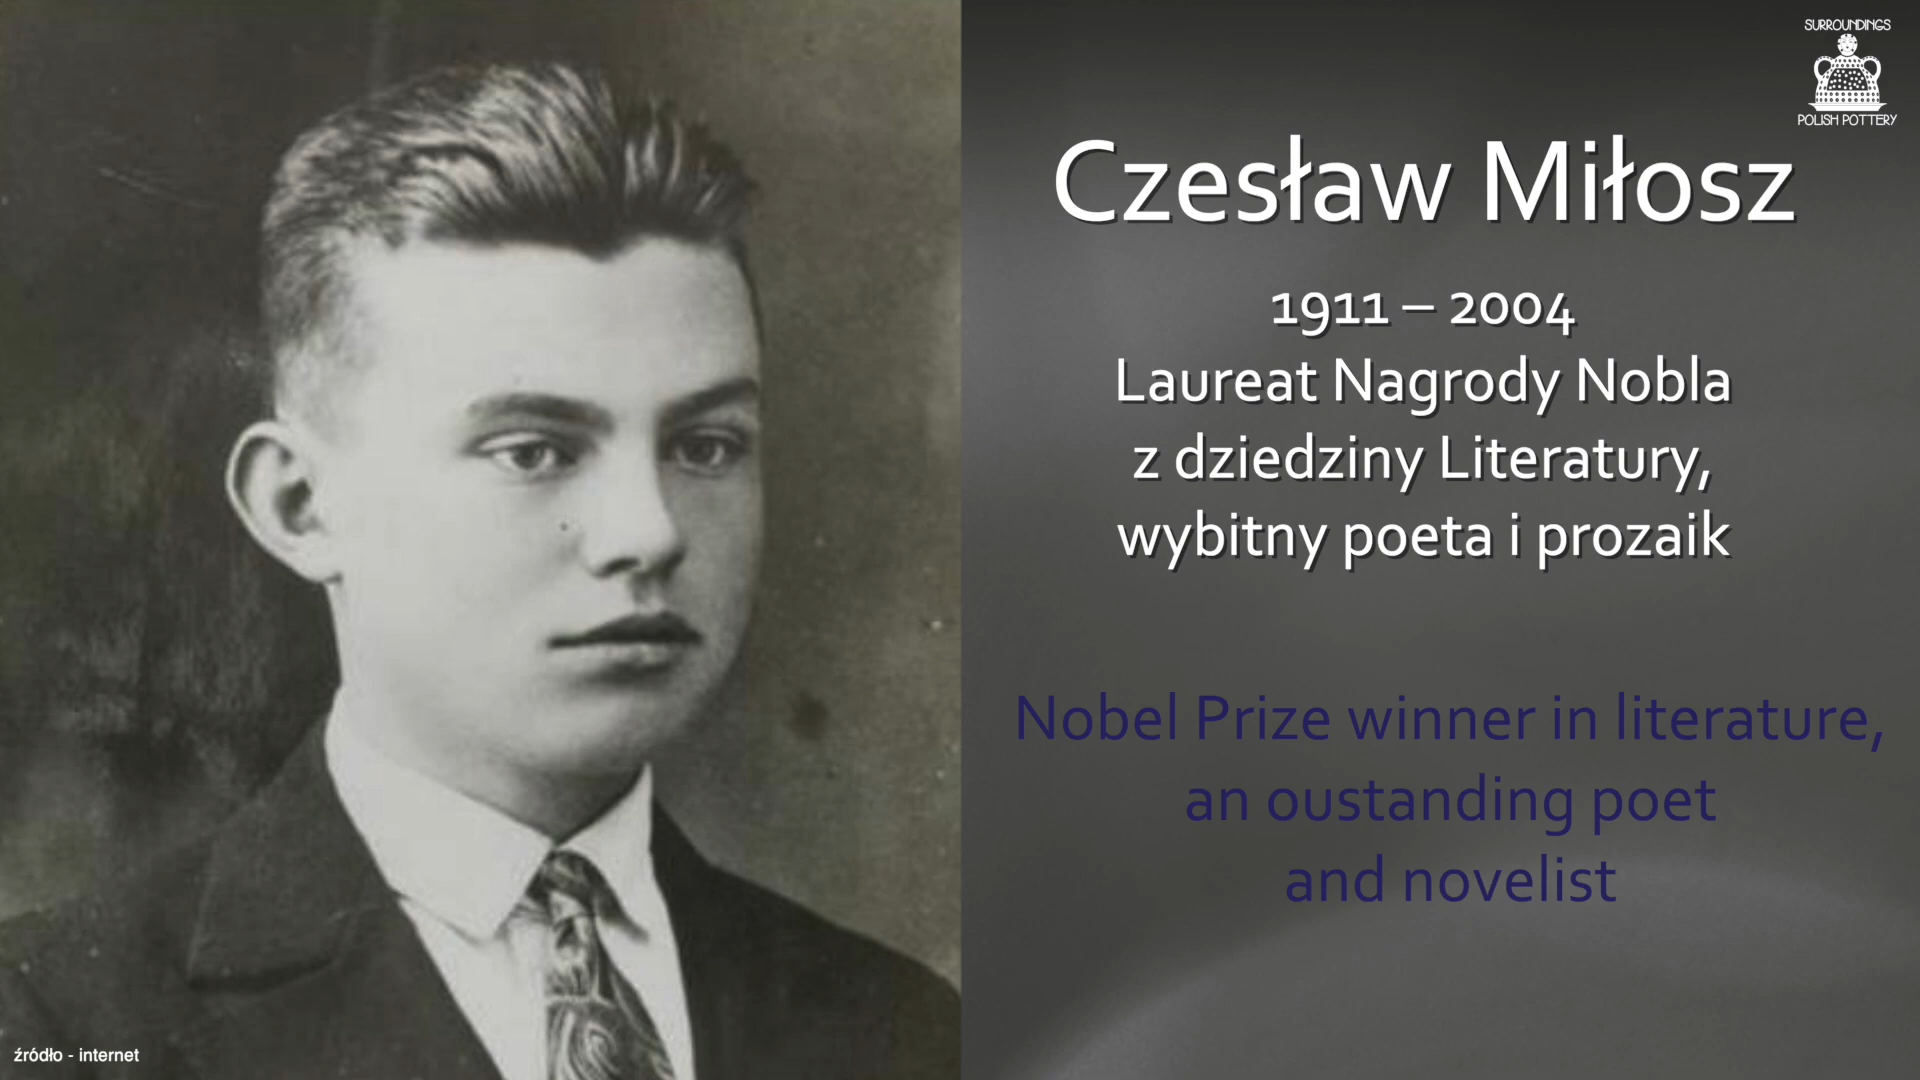 SURROUNDINGS
POLISH POTTERY
Czesław Miłosz
1911 – 2004
Laureat Nagrody Nobla
z dziedziny Literatury,
wybitny poeta i prozaik
Nobel Prize winner in literature,
an oustanding poet
and novelist
źródło - internet